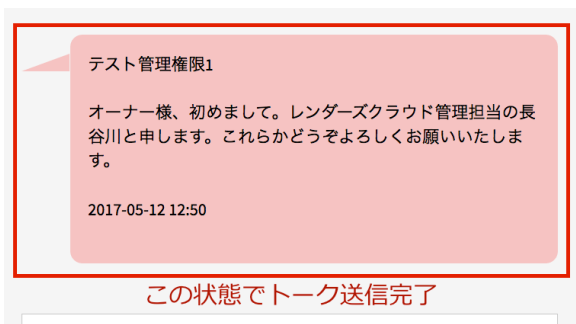 テスト管理権限1
オーナー様、初めまして。レンダーズクラウド管理担当の長
谷川と申します。これらかどうぞよろしくお願いいたしま
す。
2017-05-12 12:50
この状態でトーク送信完了